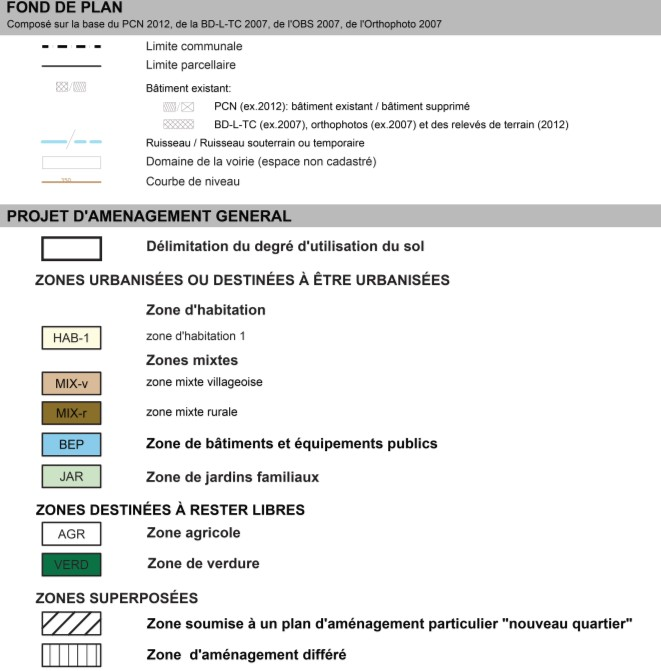 FOND DE PLAN
Composé sur la base du PCN 2012, de la BD-L-TC 2007, de l'OBS 2007, de l'Orthophoto 2007
Limite communale
Limite parcellaire
Bâtiment existant:
PCN (ex.2012): bâtiment existant / bâtiment supprimé
BD-L-TC (ex.2007), orthophotos (ex.2007) et des relevés de terrain (2012)
Ruisseau / Ruisseau souterrain ou temporaire
Domaine de la voirie (espace non cadastré)
Courbe de niveau
PROJET D'AMENAGEMENT GENERAL
Délimitation du degré d'utilisation du sol
ZONES URBANISÉES OU DESTINÉES À ÊTRE URBANISÉES
Zone d'habitation
HAB-1 zone d'habitation 1
Zones mixtes
MIX-v zone mixte villageoise
MIX-r zone mixte rurale
BEP Zone de bâtiments et équipements publics
JAR Zone de jardins familiaux
ZONES DESTINÉES À RESTER LIBRES
AGR Zone agricole
VERD Zone de verdure
ZONES SUPERPOSÉES
Zone soumise à un plan d'aménagement particulier "nouveau quartier"
Zone d'aménagement différé